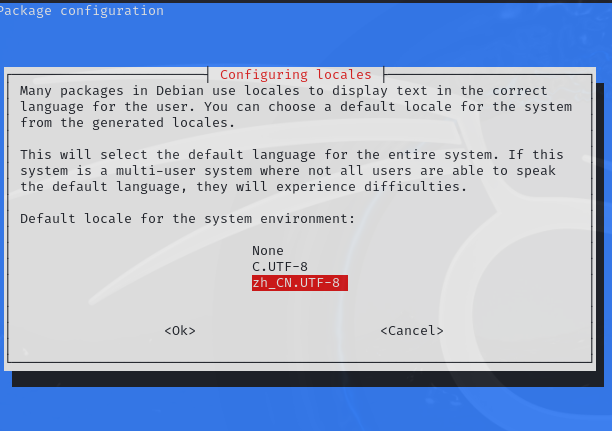 Package configuration
Configuring locales
Many packages in Debian use locales to display text in the correct
language for the user. You can choose a default locale for the system
from the generated locales.
This will select the default language for the entire system. If this
system is a multi-user system where not all users are able to speak
the default language, they will experience difficulties.
Default locale for the system environment:
None
C.UTF-8
zh_CN.UTF-8
<Ok> <Cancel>